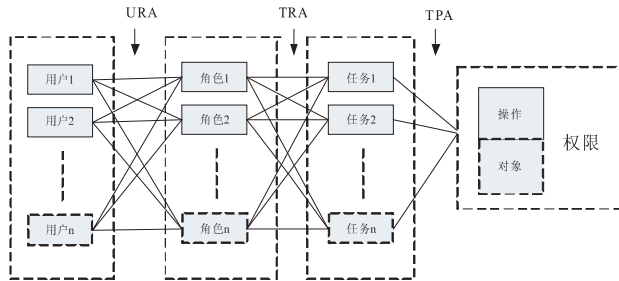 URA
TRA
TPA
用户1
角色1
任务1
用户2
角色2
任务2
操作
对象
权限
用户n
角色n
任务n